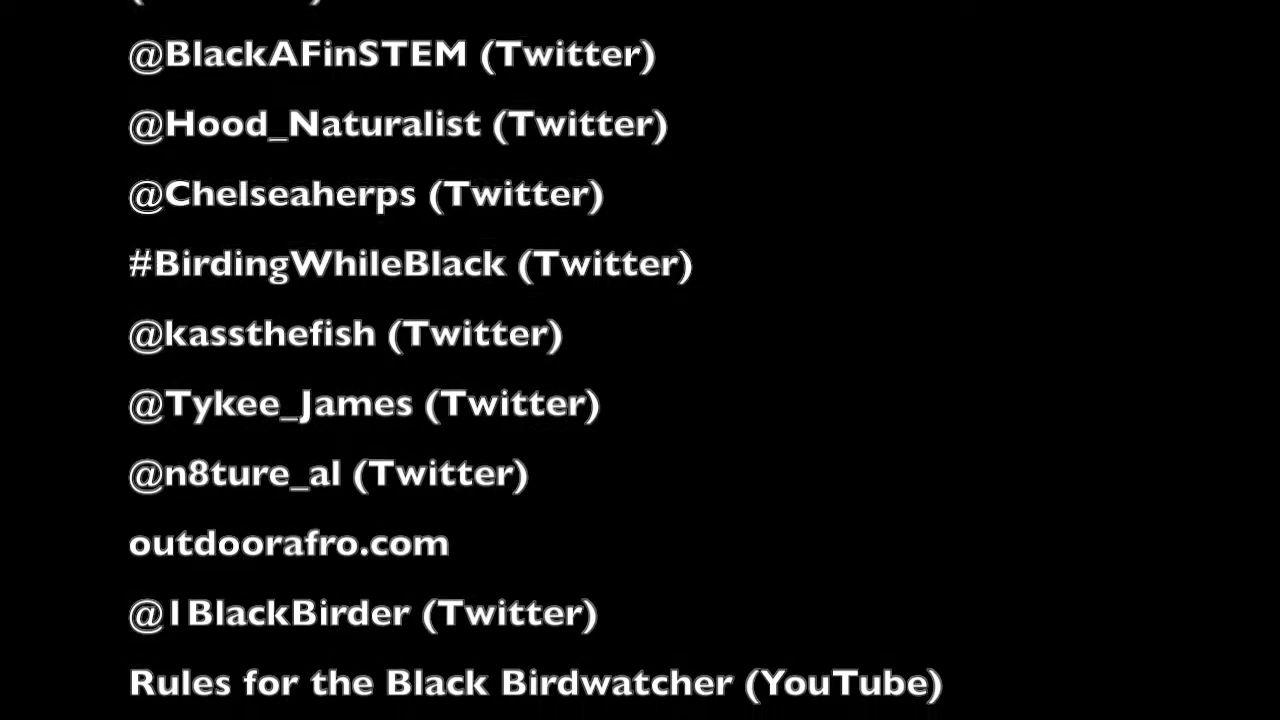 @BlackAFinSTEM (Twitter)
@Hood_Naturalist (Twitter)
@Chelseaherps (Twitter)
#BirdingWhileBlack (Twitter)
@kassthefish (Twitter)
@Tykee_James (Twitter)
@n8ture_al (Twitter)
outdoorafro.com
@1BlackBirder (Twitter)
Rules for the Black Birdwatcher (YouTube)